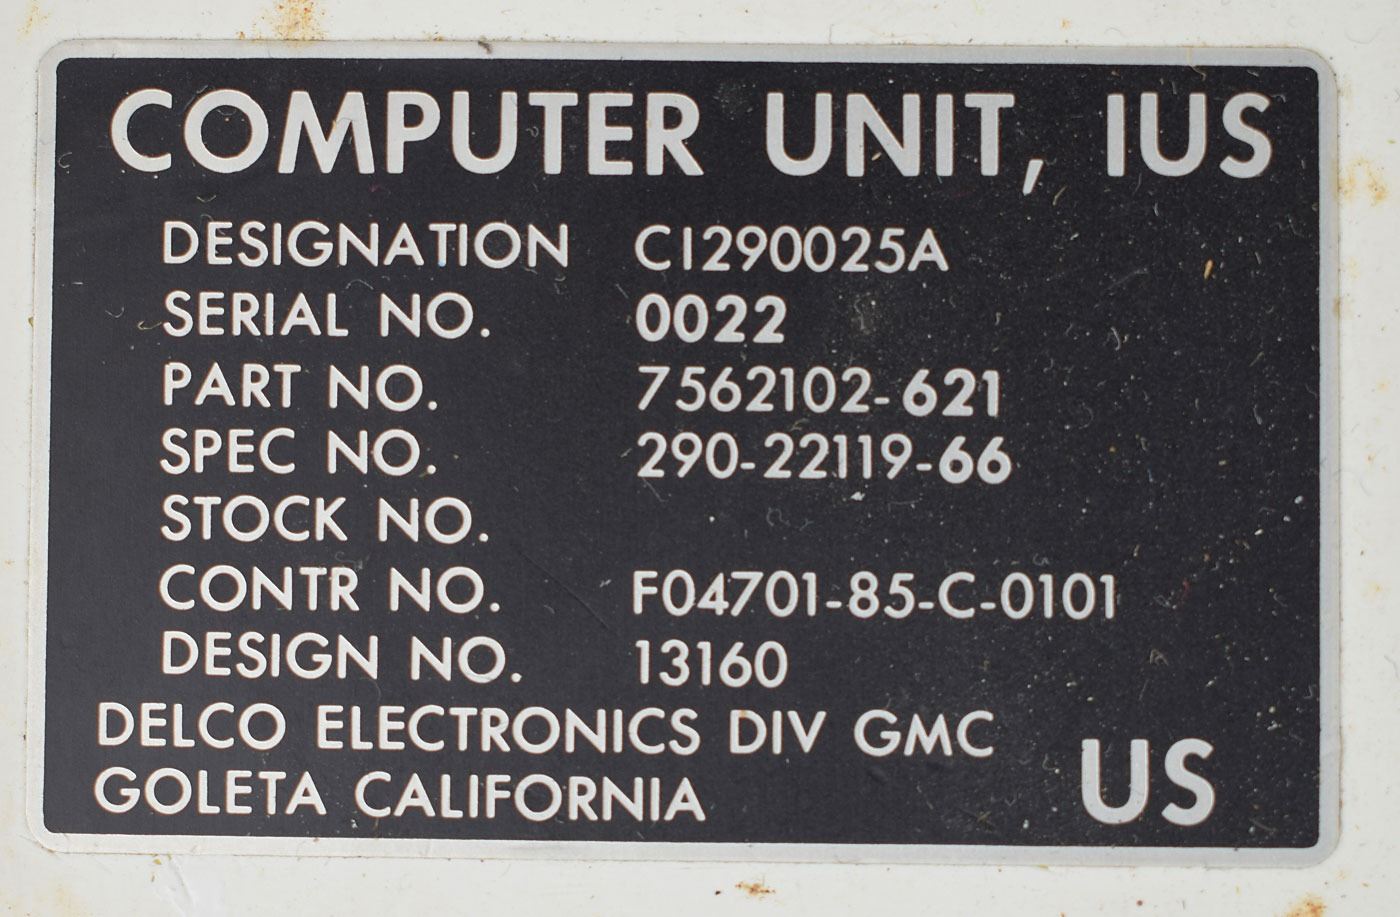 COMPUTER UNIT, IUS
DESIGNATION CI290025A
SERIAL NO. 0022
PART NO. 7562102-621
SPEC NO. 290-22119-66
STOCK NO.
CONTR NO. F04701-85-C-0101
DESIGN NO. 13160
DELCO ELECTRONICS DIV GMC
GOLETA CALIFORNIA US